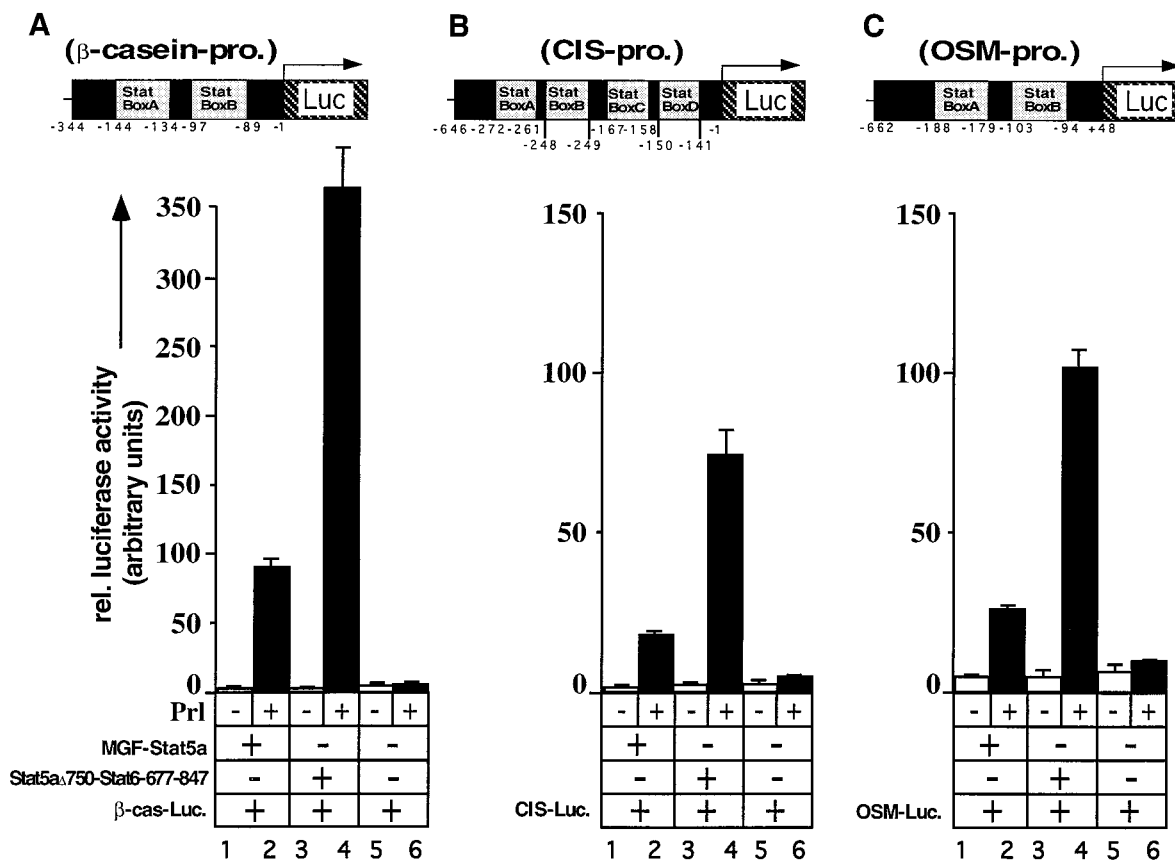 A
(β-casein-pro.)
Stat BoxA
Stat BoxB
Luc
-344 -144 -134 -97 -89 -1
B
(CIS-pro.)
Stat BoxA
Stat BoxB
Stat BoxC
Stat BoxD
Luc
-646 -272 -261 -167 -158 -1
-248 -249 -150 -141
C
(OSM-pro.)
Stat BoxA
Stat BoxB
Luc
-662 -188 -179 -103 -94 +48
rel. luciferase activity
(arbitrary units)
350
300
250
200
150
100
50
0
150
100
50
0
150
100
50
0
Prl - + - + - + - + - + - + - + - + - +
MGF-Stat5a + - - + - - + - -
Stat5a∆750-Stat6-677-847 - + - - + - - + -
β-cas-Luc. + + + CIS-Luc. + + + OSM-Luc. + + +
1 2 3 4 5 6 1 2 3 4 5 6 1 2 3 4 5 6